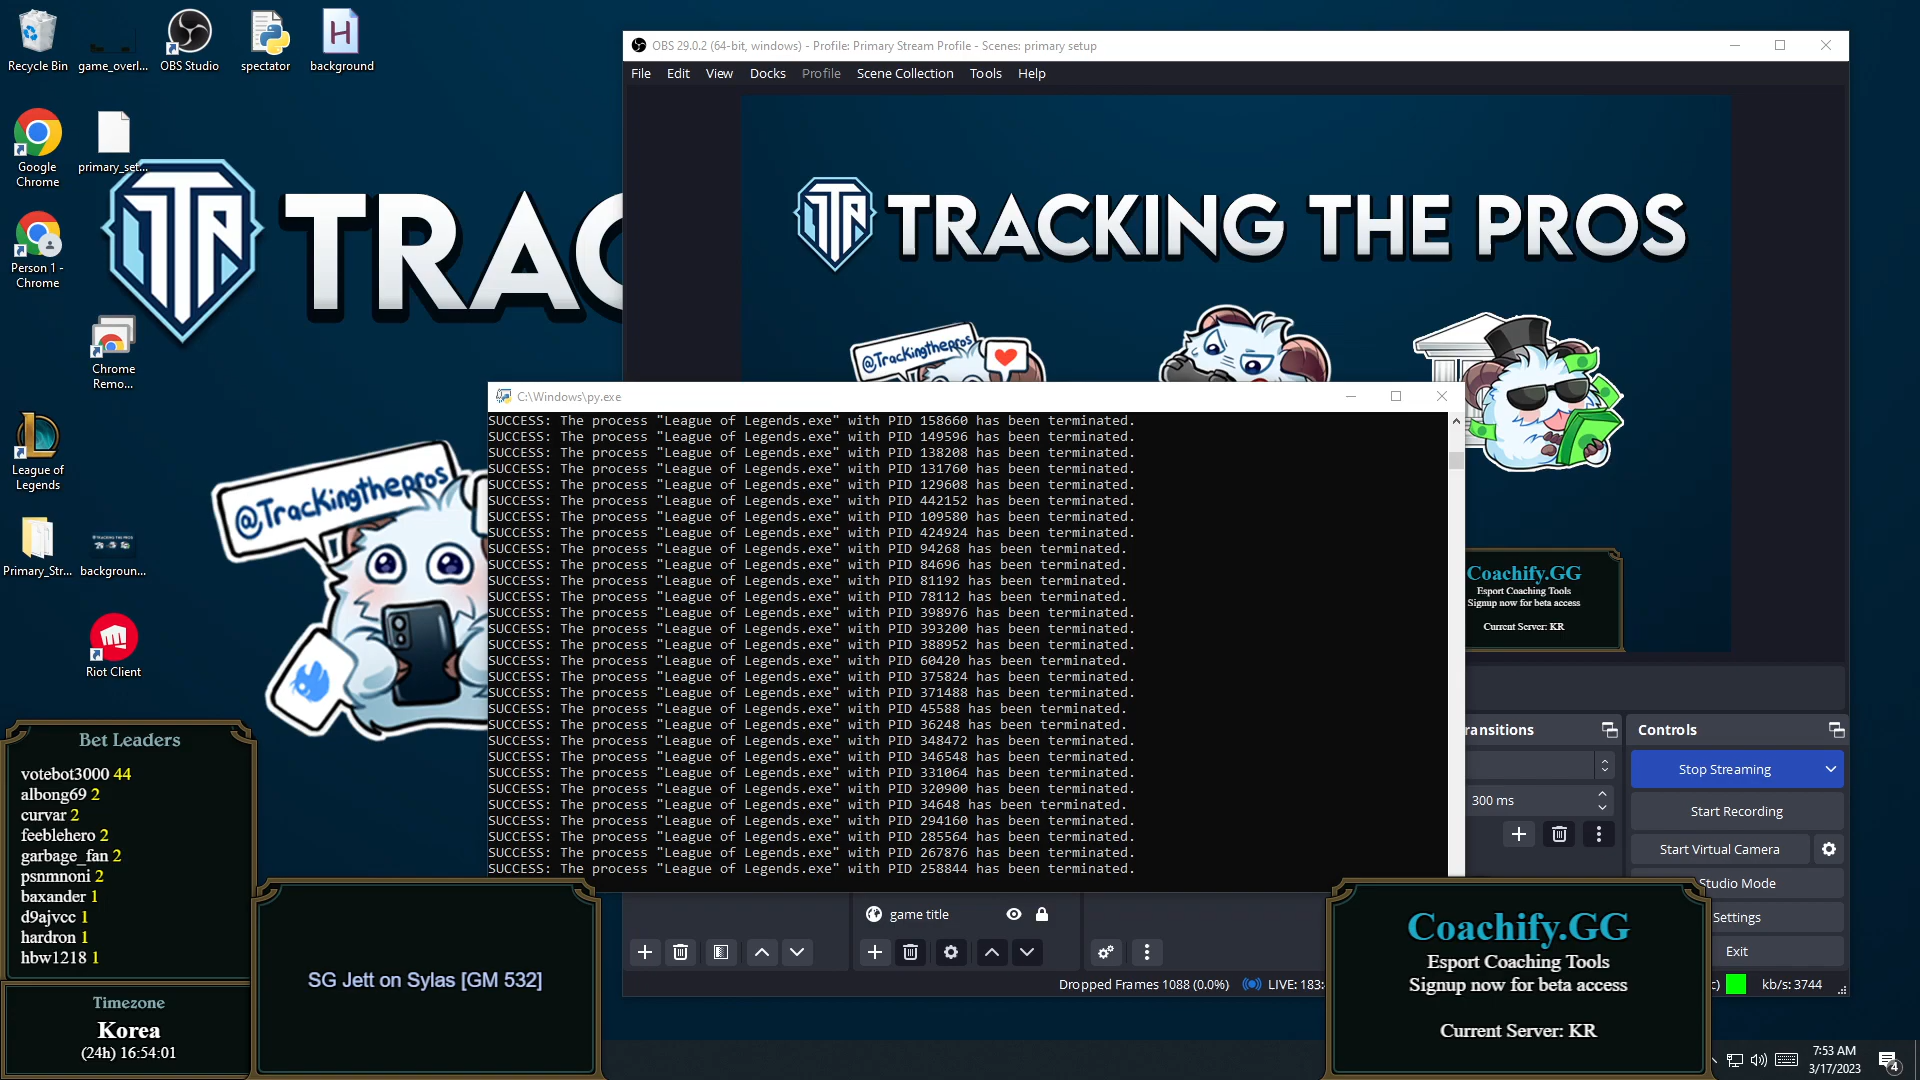 Recycle Bin
game_overl...
OBS Studio
spectator
background
Google
Chrome
primary_set...
Person 1 -
Chrome
Chrome
Remo...
League of
Legends
Primary_Str...
backgroun...
Riot Client
TRAC
@Trackingthepros
OBS 29.0.2 (64-bit, windows) - Profile: Primary Stream Profile - Scenes: primary setup
File Edit View Docks Profile Scene Collection Tools Help
TRACKING THE PROS
@Trackingthepros
C:\Windows\py.exe
SUCCESS: The process "League of Legends.exe" with PID 158660 has been terminated.
SUCCESS: The process "League of Legends.exe" with PID 149596 has been terminated.
SUCCESS: The process "League of Legends.exe" with PID 138208 has been terminated.
SUCCESS: The process "League of Legends.exe" with PID 131760 has been terminated.
SUCCESS: The process "League of Legends.exe" with PID 129608 has been terminated.
SUCCESS: The process "League of Legends.exe" with PID 442152 has been terminated.
SUCCESS: The process "League of Legends.exe" with PID 109580 has been terminated.
SUCCESS: The process "League of Legends.exe" with PID 424924 has been terminated.
SUCCESS: The process "League of Legends.exe" with PID 94268 has been terminated.
SUCCESS: The process "League of Legends.exe" with PID 84696 has been terminated.
SUCCESS: The process "League of Legends.exe" with PID 81192 has been terminated.
SUCCESS: The process "League of Legends.exe" with PID 78112 has been terminated.
SUCCESS: The process "League of Legends.exe" with PID 398976 has been terminated.
SUCCESS: The process "League of Legends.exe" with PID 393200 has been terminated.
SUCCESS: The process "League of Legends.exe" with PID 388952 has been terminated.
SUCCESS: The process "League of Legends.exe" with PID 60420 has been terminated.
SUCCESS: The process "League of Legends.exe" with PID 375824 has been terminated.
SUCCESS: The process "League of Legends.exe" with PID 371488 has been terminated.
SUCCESS: The process "League of Legends.exe" with PID 45588 has been terminated.
SUCCESS: The process "League of Legends.exe" with PID 36248 has been terminated.
SUCCESS: The process "League of Legends.exe" with PID 348472 has been terminated.
SUCCESS: The process "League of Legends.exe" with PID 346548 has been terminated.
SUCCESS: The process "League of Legends.exe" with PID 331064 has been terminated.
SUCCESS: The process "League of Legends.exe" with PID 320900 has been terminated.
SUCCESS: The process "League of Legends.exe" with PID 34648 has been terminated.
SUCCESS: The process "League of Legends.exe" with PID 294160 has been terminated.
SUCCESS: The process "League of Legends.exe" with PID 285564 has been terminated.
SUCCESS: The process "League of Legends.exe" with PID 267876 has been terminated.
SUCCESS: The process "League of Legends.exe" with PID 258844 has been terminated.
Coachify.GG
Esport Coaching Tools
Signup now for beta access
Current Server: KR
ransitions
300 ms
Controls
Stop Streaming
Start Recording
Start Virtual Camera
Studio Mode
Settings
Exit
game title
Dropped Frames 1088 (0.0%)
LIVE: 183:
kb/s: 3744
Bet Leaders
votebot3000 44
albong69 2
curvar 2
feeblehero 2
garbage_fan 2
psnmnoni 2
baxander 1
d9ajvcc 1
hardron 1
hbw1218 1
Timezone
Korea
(24h) 16:54:01
SG Jett on Sylas [GM 532]
Coachify.GG
Esport Coaching Tools
Signup now for beta access
Current Server: KR
7:53 AM
3/17/2023
4